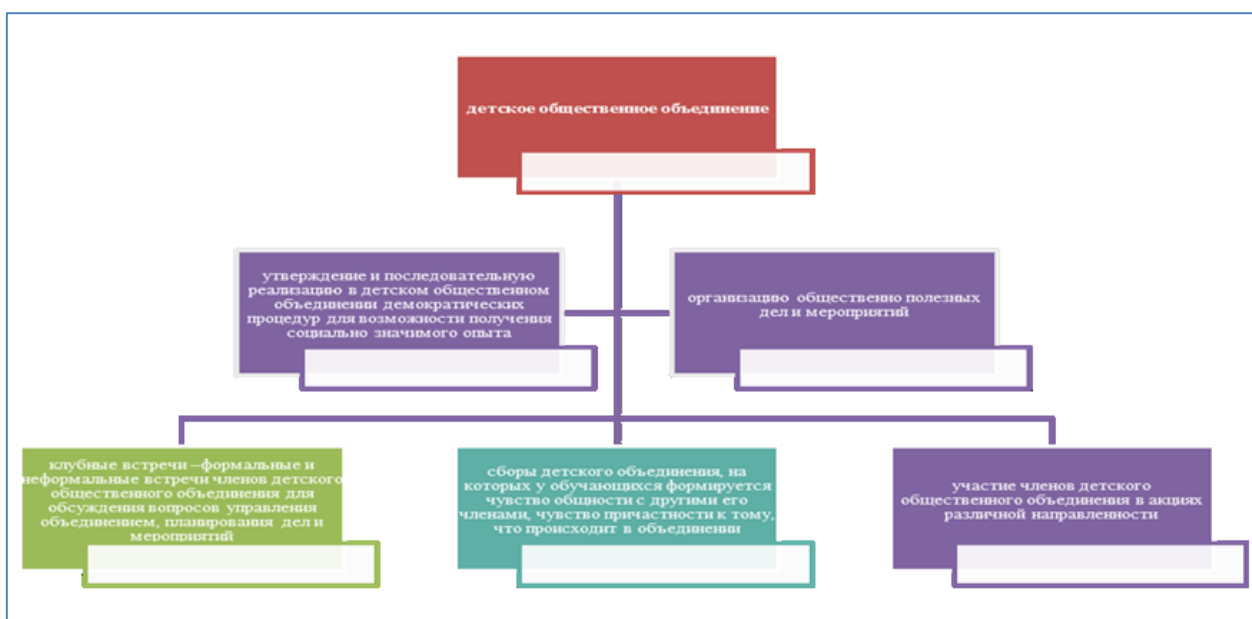 детское общественное объединение
утверждение и последовательную
реализацию в детском общественном
объединении демократических
процедур для возможности получения
социально значимого опыта
организацию общественно полезных
дел и мероприятий
клубные встречи –формальные и
неформальные встречи членов детского
общественного объединения для
обсуждения вопросов управления
объединением, планирования дел и
мероприятий
сборы детского объединения, на
которых у обучающихся формируется
чувство общности с другими его
членами, чувство причастности к тому,
что происходит в объединении
участие членов детского
общественного объединения в акциях
различной направленности